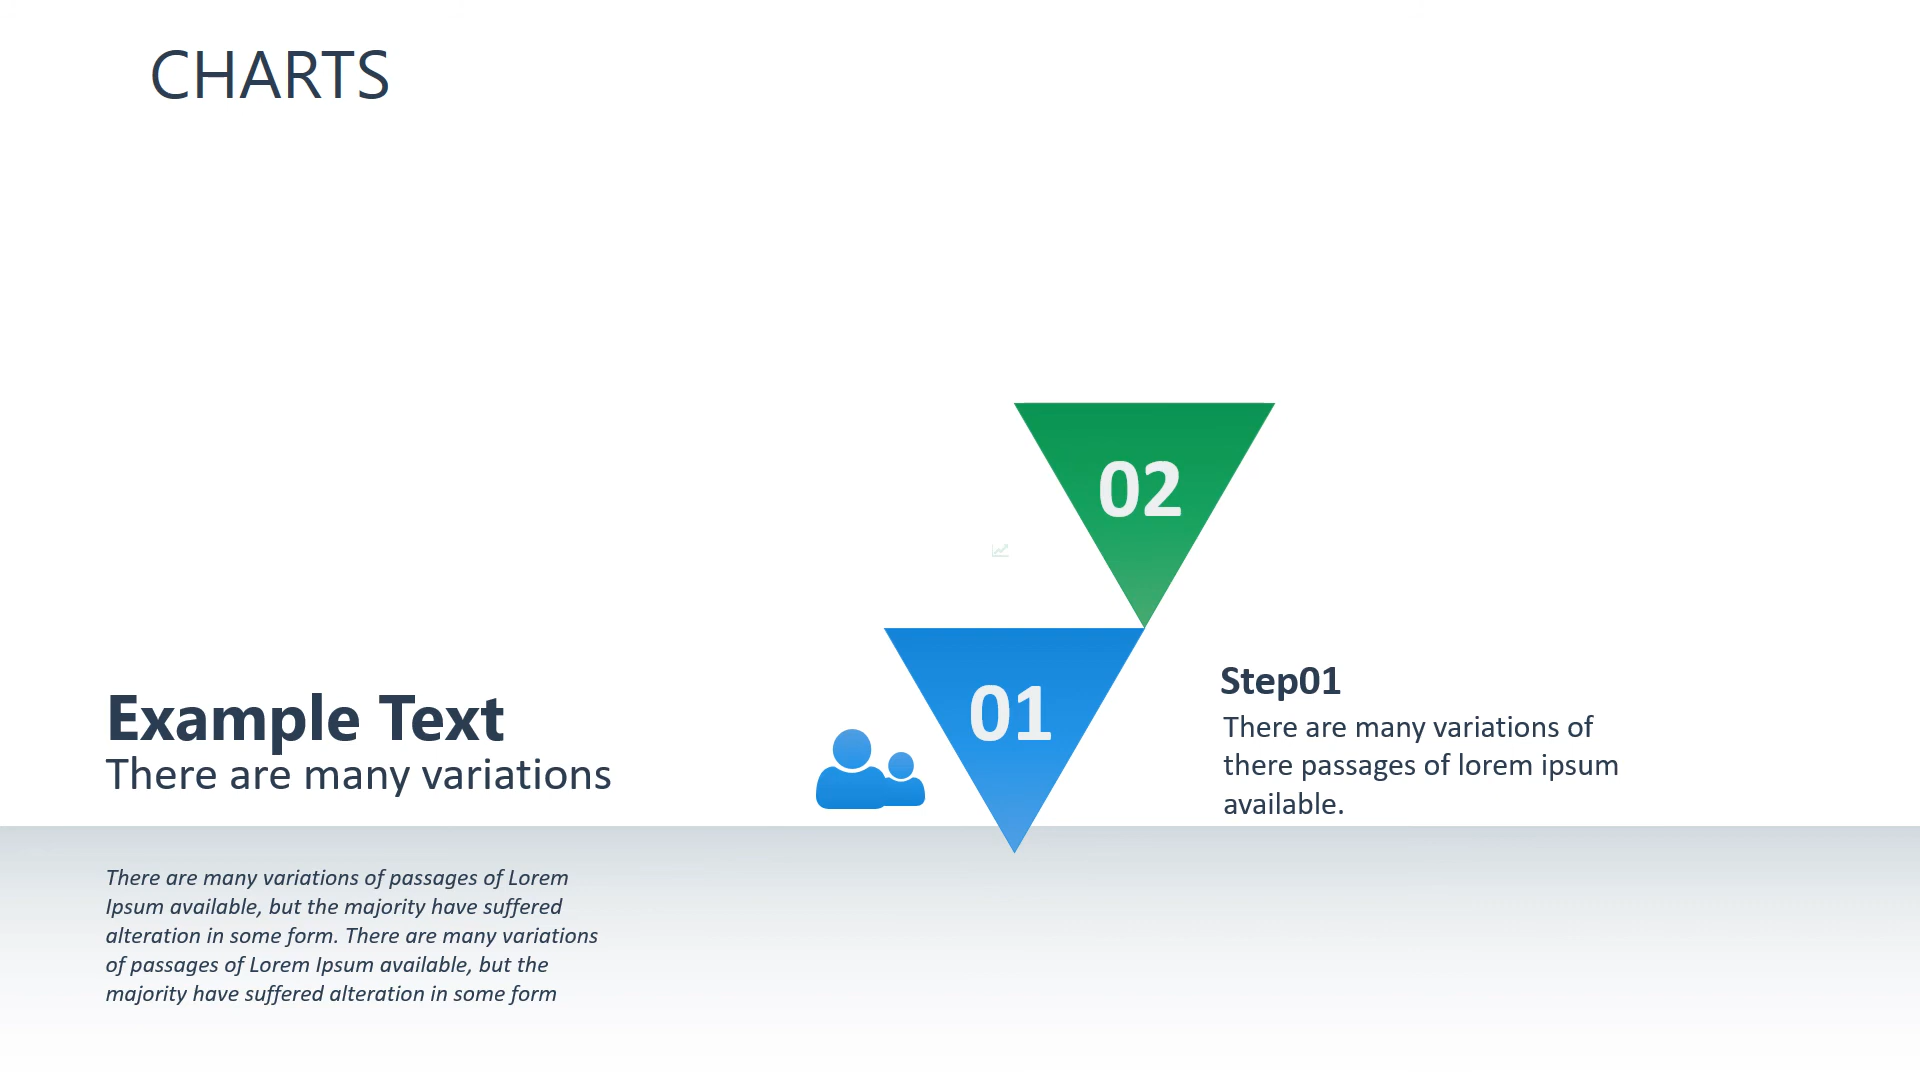 CHARTS
02
01
Example Text
There are many variations
Step01
There are many variations of
there passages of lorem ipsum
available.
There are many variations of passages of Lorem
Ipsum available, but the majority have suffered
alteration in some form. There are many variations
of passages of Lorem Ipsum available, but the
majority have suffered alteration in some form